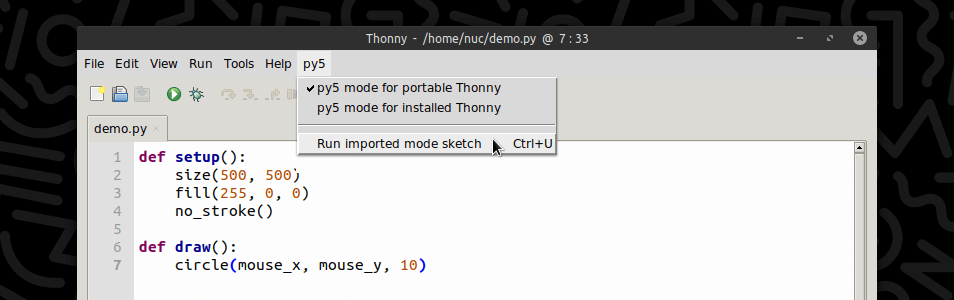 Thonny - /home/nuc/demo.py @ 7:33
File Edit View Run Tools Help py5
✓py5 mode for portable Thonny
py5 mode for installed Thonny
Run imported mode sketch Ctrl+U
demo.py ×
1 def setup():
2 size(500, 500)
3 fill(255, 0, 0)
4 no_stroke()
5
6 def draw():
7 circle(mouse_x, mouse_y, 10)